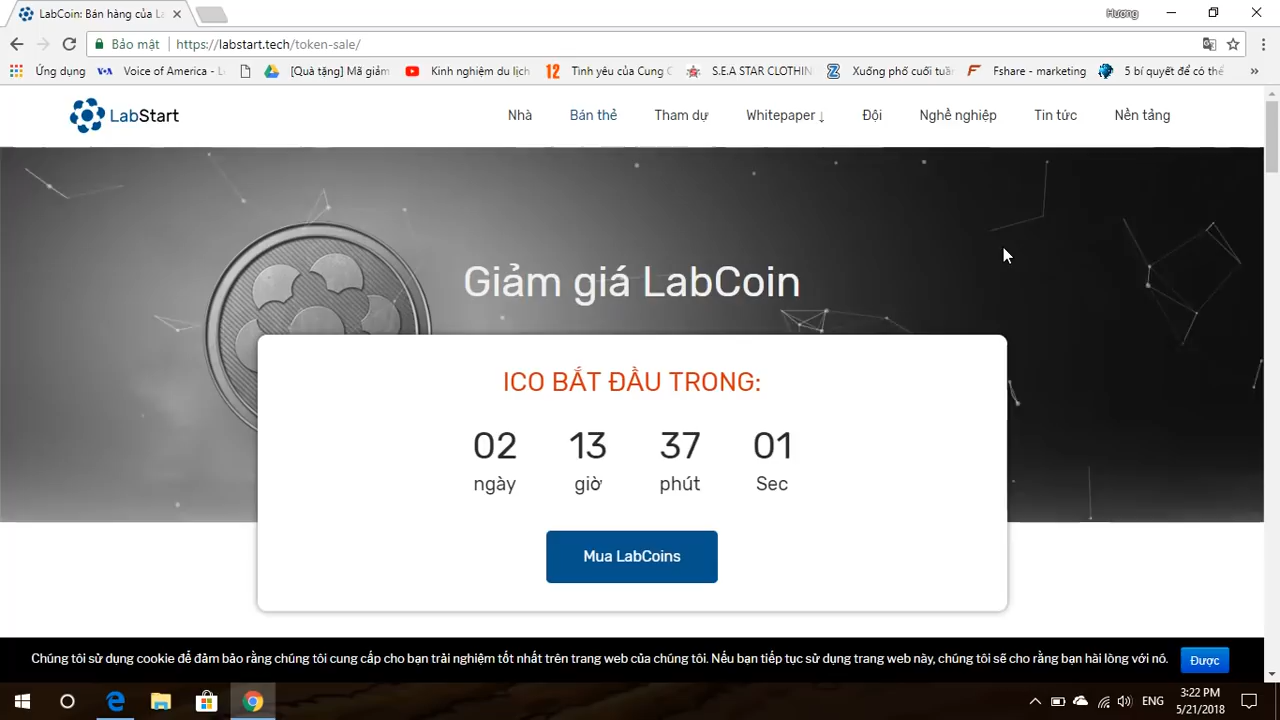 LabCoin: Bán hàng của La
Hương
Bảo mật
https://labstart.tech/token-sale/
Ứng dụng
Voice of America - L
[Quà tặng] Mã giảm
Kinh nghiệm du lịch
12
Tình yêu của Cung
S.E.A STAR CLOTHIN
Xuống phố cuối tuần
Fshare - marketing
5 bí quyết để có thể
LabStart
Nhà
Bán thẻ
Tham dự
Whitepaper ↓
Đội
Nghề nghiệp
Tin tức
Nền tảng
Giảm giá LabCoin
ICO BẮT ĐẦU TRONG:
02 13 37 01
ngày giờ phút Sec
Mua LabCoins
Chúng tôi sử dụng cookie để đảm bảo rằng chúng tôi cung cấp cho bạn trải nghiệm tốt nhất trên trang web của chúng tôi. Nếu bạn tiếp tục sử dụng trang web này, chúng tôi sẽ cho rằng bạn hài lòng với nó.
Được
ENG
3:22 PM
5/21/2018